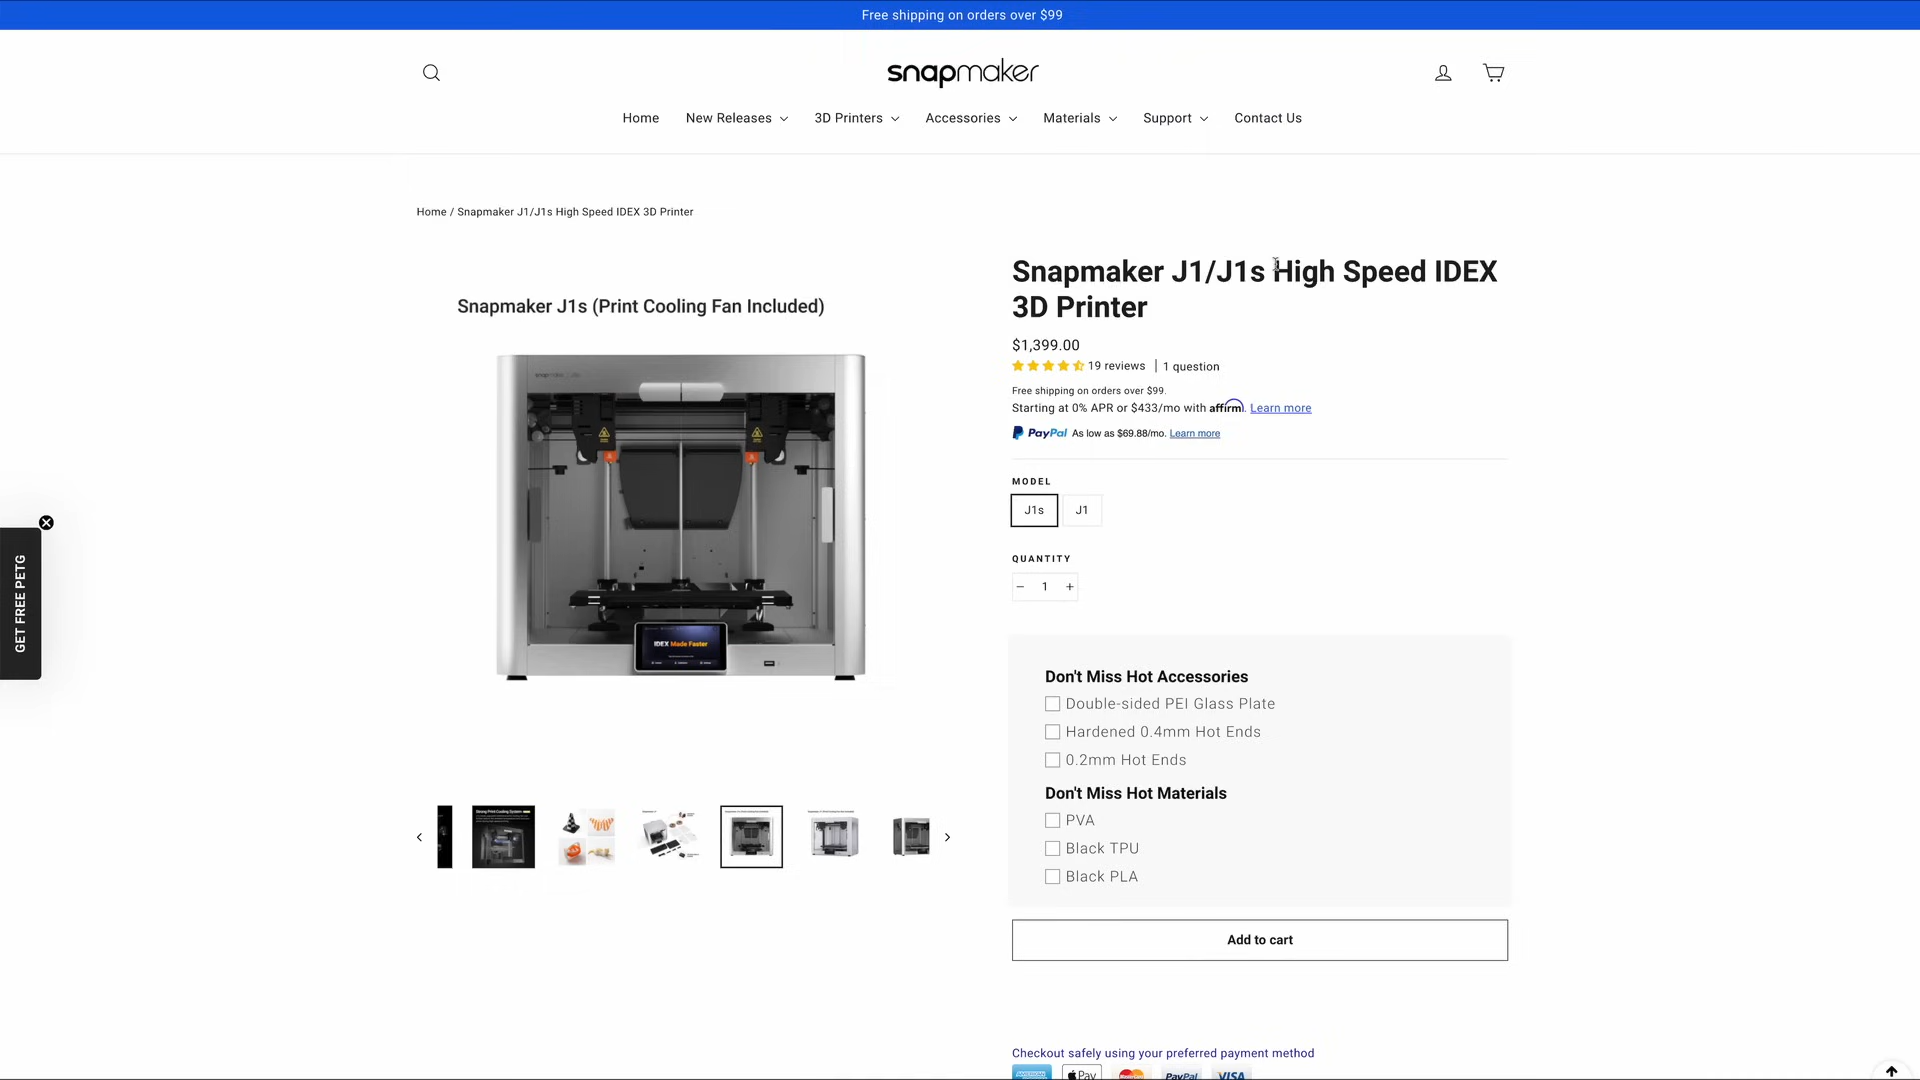 Free shipping on orders over $99
snapmaker
Home
New Releases
3D Printers
Accessories
Materials
Support
Contact Us
Home / Snapmaker J1/J1s High Speed IDEX 3D Printer
Snapmaker J1s (Print Cooling Fan Included)
IDEX Made Faster
GET FREE PETG
Snapmaker J1/J1s High Speed IDEX
3D Printer
$1,399.00
19 reviews | 1 question
Free shipping on orders over $99.
Starting at 0% APR or $433/mo with affirm. Learn more
PayPal As low as $69.88/mo. Learn more
MODEL
J1s
J1
QUANTITY
− 1 +
Don't Miss Hot Accessories
Double-sided PEI Glass Plate
Hardened 0.4mm Hot Ends
0.2mm Hot Ends
Don't Miss Hot Materials
PVA
Black TPU
Black PLA
Add to cart
Checkout safely using your preferred payment method
Pay
PayPal
VISA